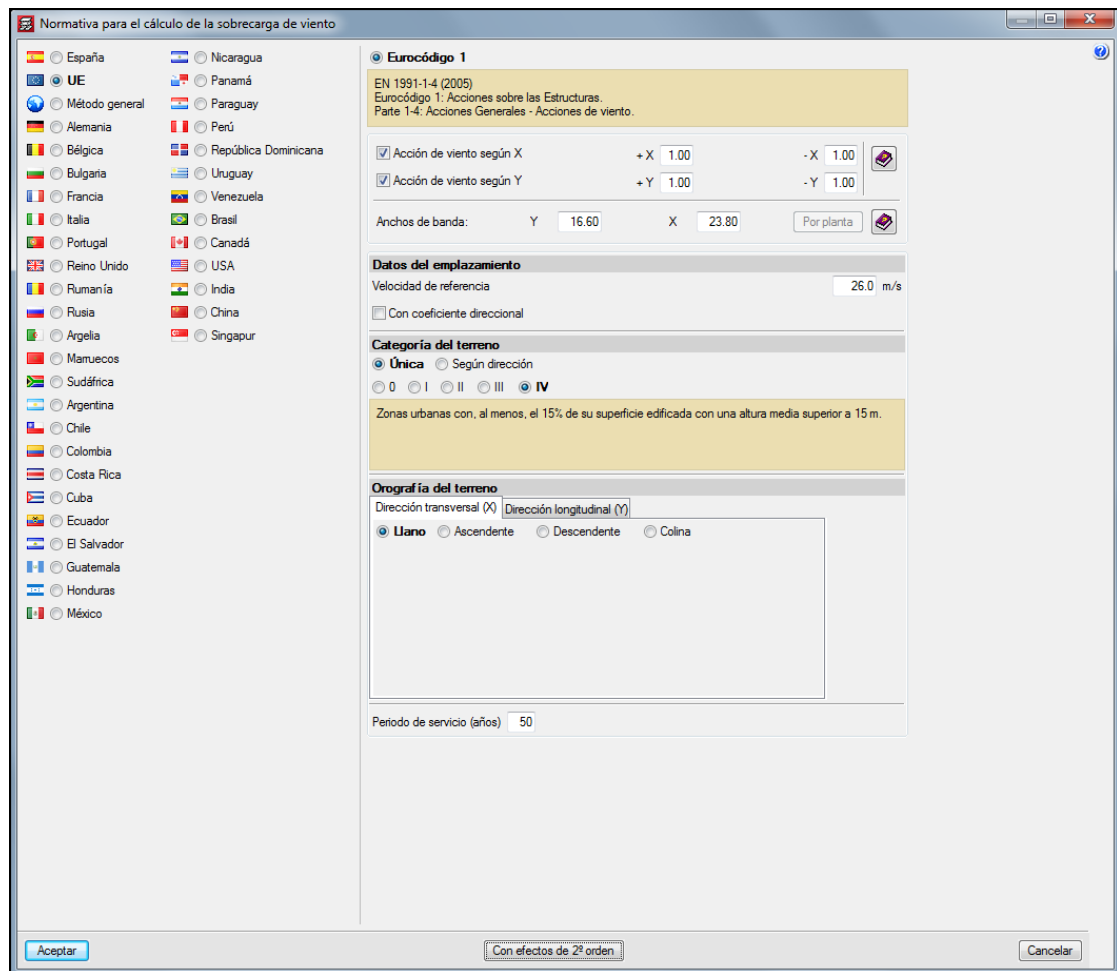 Normativa para el cálculo de la sobrecarga de viento
España
UE
Método general
Alemania
Bélgica
Bulgaria
Francia
Italia
Portugal
Reino Unido
Rumanía
Rusia
Argelia
Marruecos
Sudáfrica
Argentina
Chile
Colombia
Costa Rica
Cuba
Ecuador
El Salvador
Guatemala
Honduras
México
Nicaragua
Panamá
Paraguay
Perú
República Dominicana
Uruguay
Venezuela
Brasil
Canadá
USA
India
China
Singapur
Eurocódigo 1
EN 1991-1-4 (2005)
Eurocódigo 1: Acciones sobre las Estructuras.
Parte 1-4: Acciones Generales - Acciones de viento.
Acción de viento según X +X 1.00 -X 1.00
Acción de viento según Y +Y 1.00 -Y 1.00
Anchos de banda: Y 16.60 X 23.80 Por planta
Datos del emplazamiento
Velocidad de referencia 26.0 m/s
Con coeficiente direccional
Categoría del terreno
Única Según dirección
0 I II III IV
Zonas urbanas con, al menos, el 15% de su superficie edificada con una altura media superior a 15 m.
Orografía del terreno
Dirección transversal (X) Dirección longitudinal (Y)
Llano Ascendente Descendente Colina
Periodo de servicio (años) 50
Aceptar Con efectos de 2º orden Cancelar